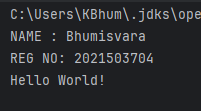 C:\Users\KBhum\.jdks\ope
NAME : Bhumisvara
REG NO: 2021503704
Hello World!